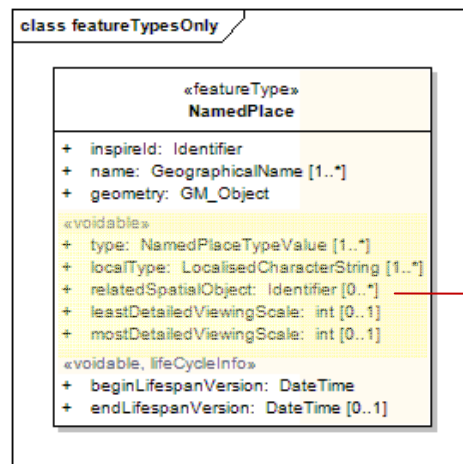 class featureTypesOnly
«featureType»
NamedPlace
+ inspireId: Identifier
+ name: GeographicalName [1..*]
+ geometry: GM_Object
«voidable»
+ type: NamedPlaceTypeValue [1..*]
+ localType: LocalisedCharacterString [1..*]
+ relatedSpatialObject: Identifier [0..*]
+ leastDetailedViewingScale: int [0..1]
+ mostDetailedViewingScale: int [0..1]
«voidable, lifeCycleInfo»
+ beginLifespanVersion: DateTime
+ endLifespanVersion: DateTime [0..1]